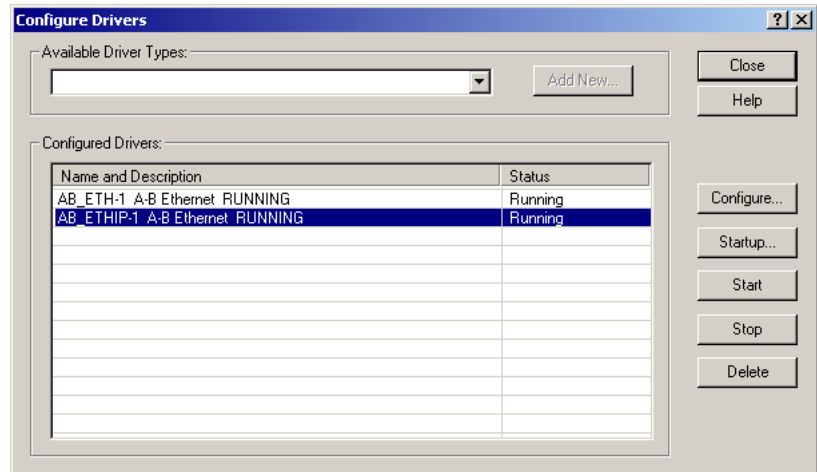 Configure Drivers
Available Driver Types:
Add New...
Close
Help
Configured Drivers:
Name and Description Status
AB_ETH-1 A-B Ethernet RUNNING Running
AB_ETHIP-1 A-B Ethernet RUNNING Running
Configure...
Startup...
Start
Stop
Delete